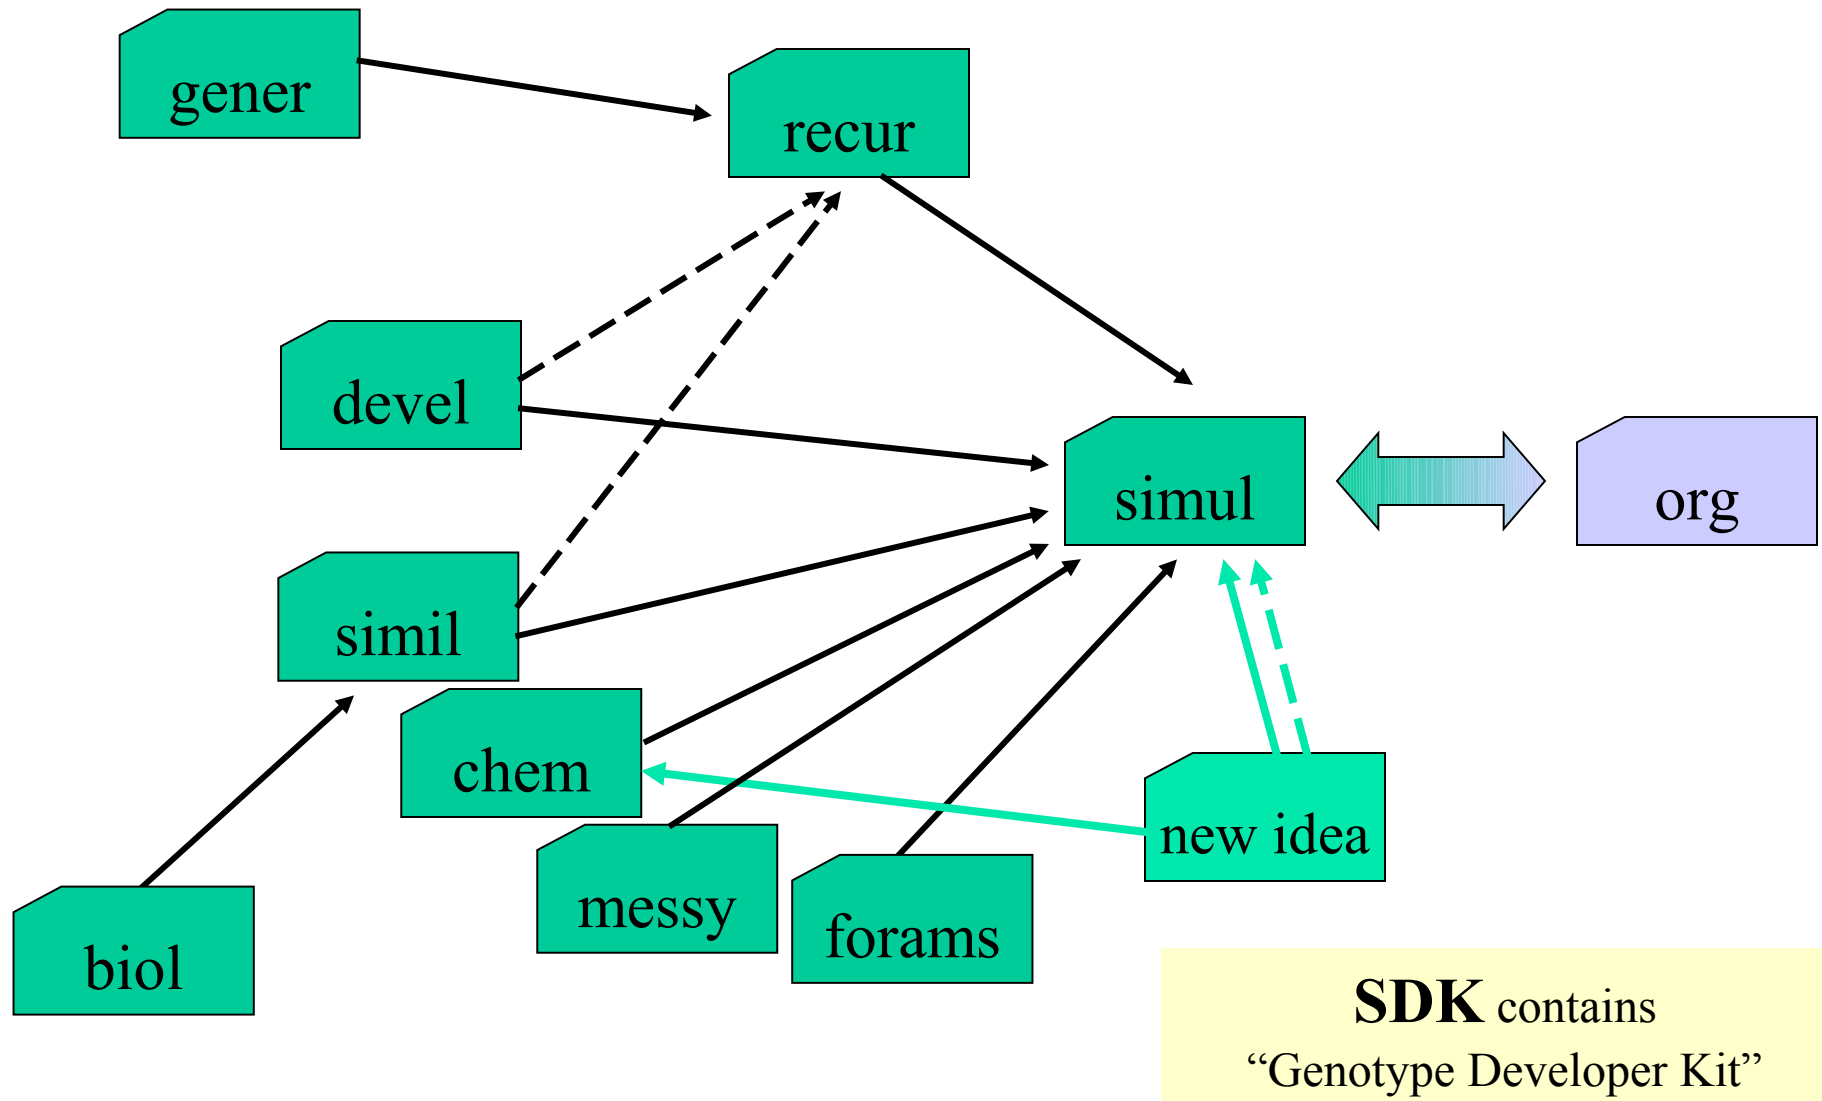 gener
recur
devel
simul
org
simil
chem
new idea
messy
forams
biol
SDK contains
“Genotype Developer Kit”